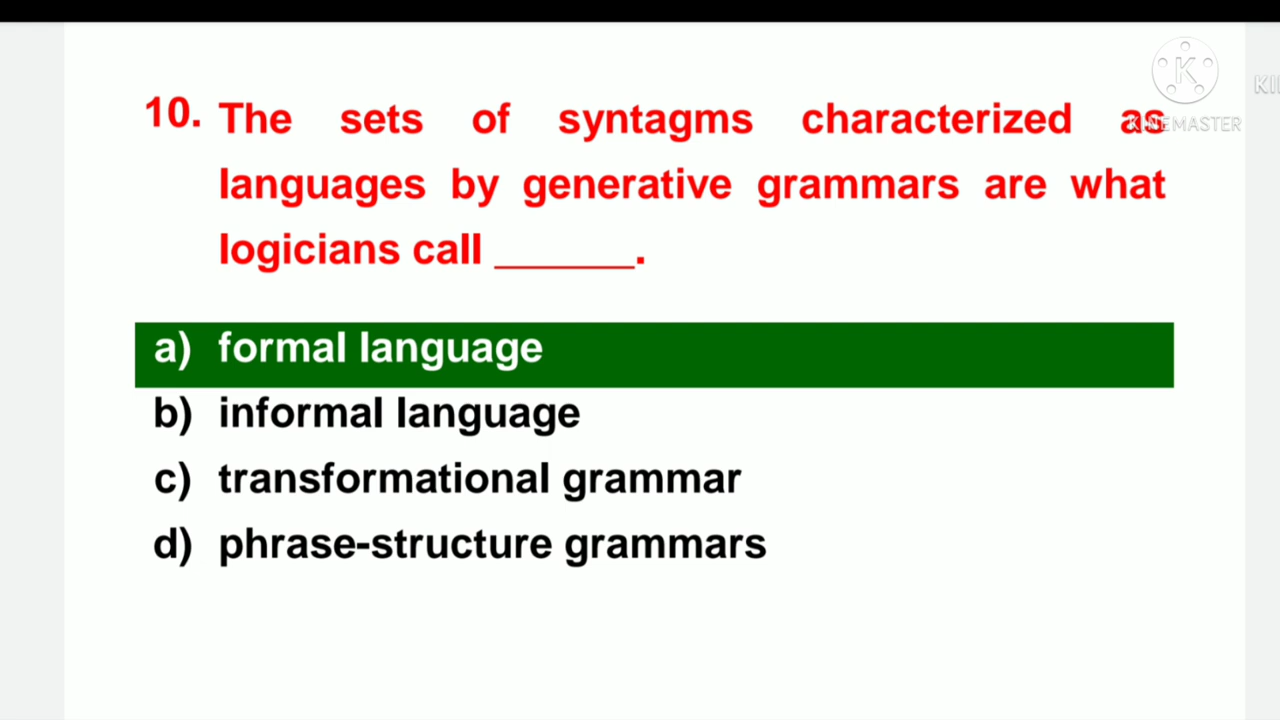 10. The sets of syntagms characterized as
languages by generative grammars are what
logicians call ______.
K
KINEMASTER
KI
a) formal language
b) informal language
c) transformational grammar
d) phrase-structure grammars